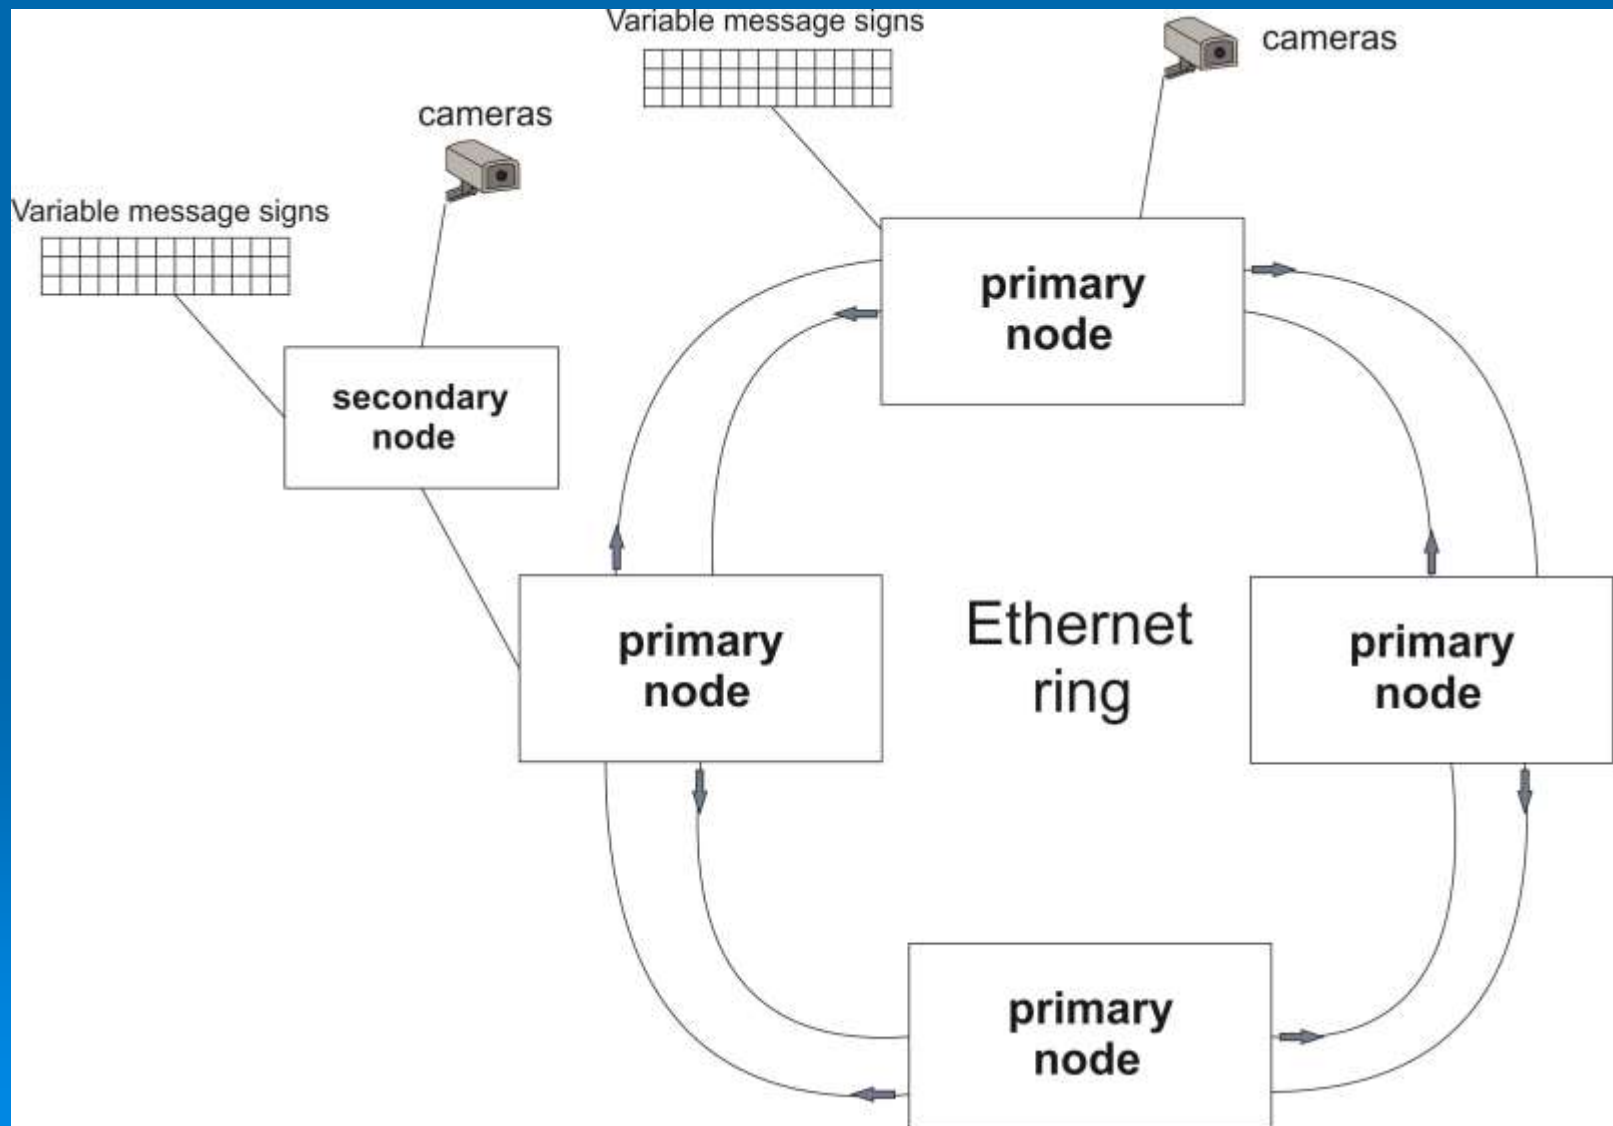 Variable message signs
cameras
cameras
Variable message signs
primary
node
secondary
node
primary
node
Ethernet
ring
primary
node
primary
node